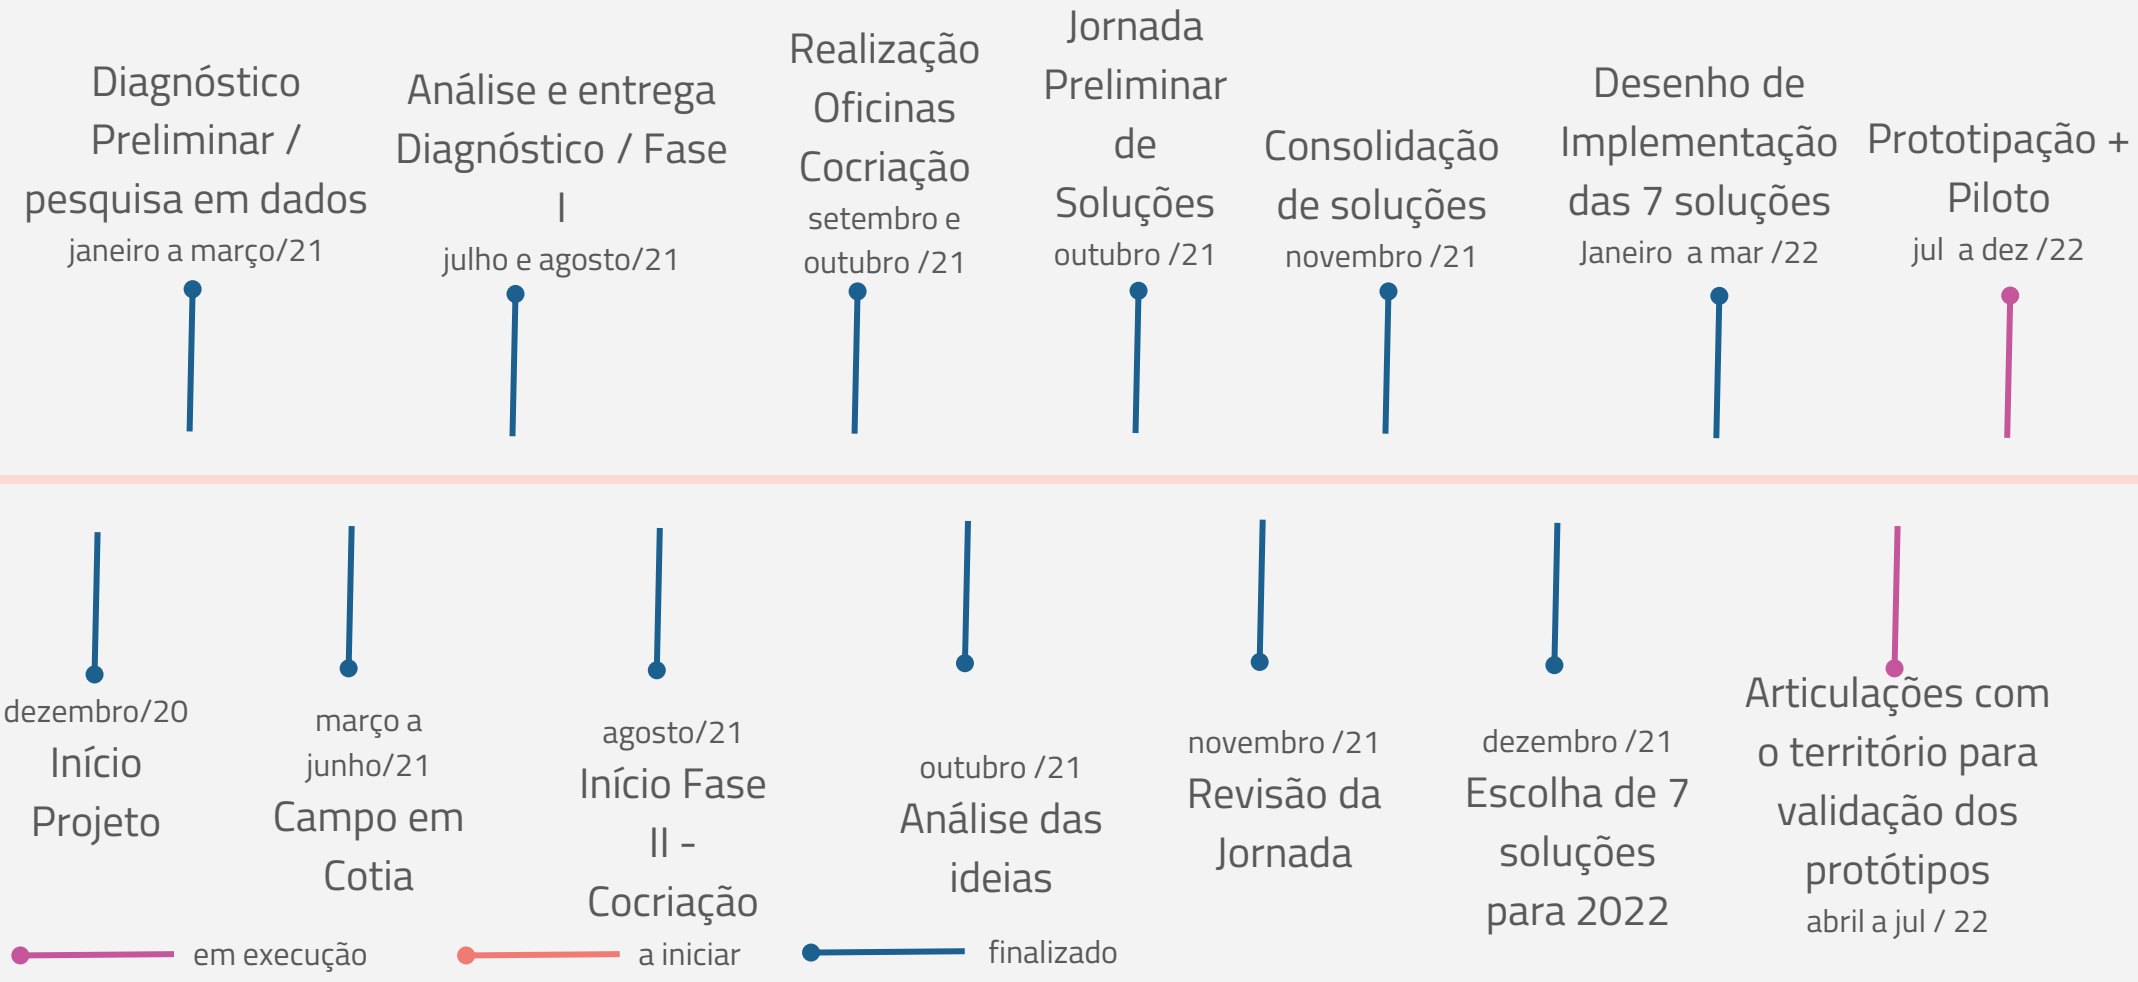 Diagnóstico
Preliminar /
pesquisa em dados
janeiro a março/21
Análise e entrega
Diagnóstico / Fase
I
julho e agosto/21
Realização
Oficinas
Cocriação
setembro e
outubro /21
Jornada
Preliminar
de
Soluções
outubro /21
Consolidação
de soluções
novembro /21
Desenho de
Implementação
das 7 soluções
Janeiro  a mar /22
Prototipação +
Piloto
jul  a dez /22
dezembro/20
Início
Projeto
março a
junho/21
Campo em
Cotia
agosto/21
Início Fase
II -
Cocriação
outubro /21
Análise das
ideias
novembro /21
Revisão da
Jornada
dezembro /21
Escolha de 7
soluções
para 2022
Articulações com
o território para
validação dos
protótipos
abril a jul / 22
em execução
a iniciar
finalizado